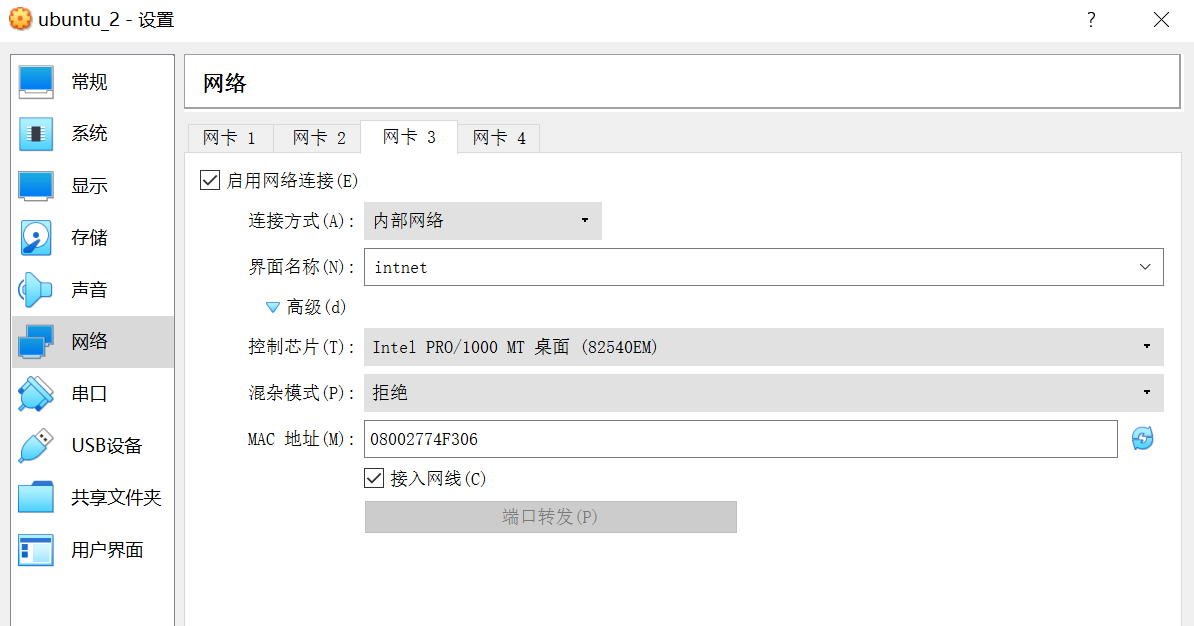 ubuntu_2 - 设置 ?
常规
系统
显示
存储
声音
网络
串口
USB设备
共享文件夹
用户界面
网络
网卡 1 网卡 2 网卡 3 网卡 4
启用网络连接(E)
连接方式(A): 内部网络
界面名称(N): intnet
高级(d)
控制芯片(T): Intel PRO/1000 MT 桌面 (82540EM)
混杂模式(P): 拒绝
MAC 地址(M): 08002774F306
接入网线(C)
端口转发(P)